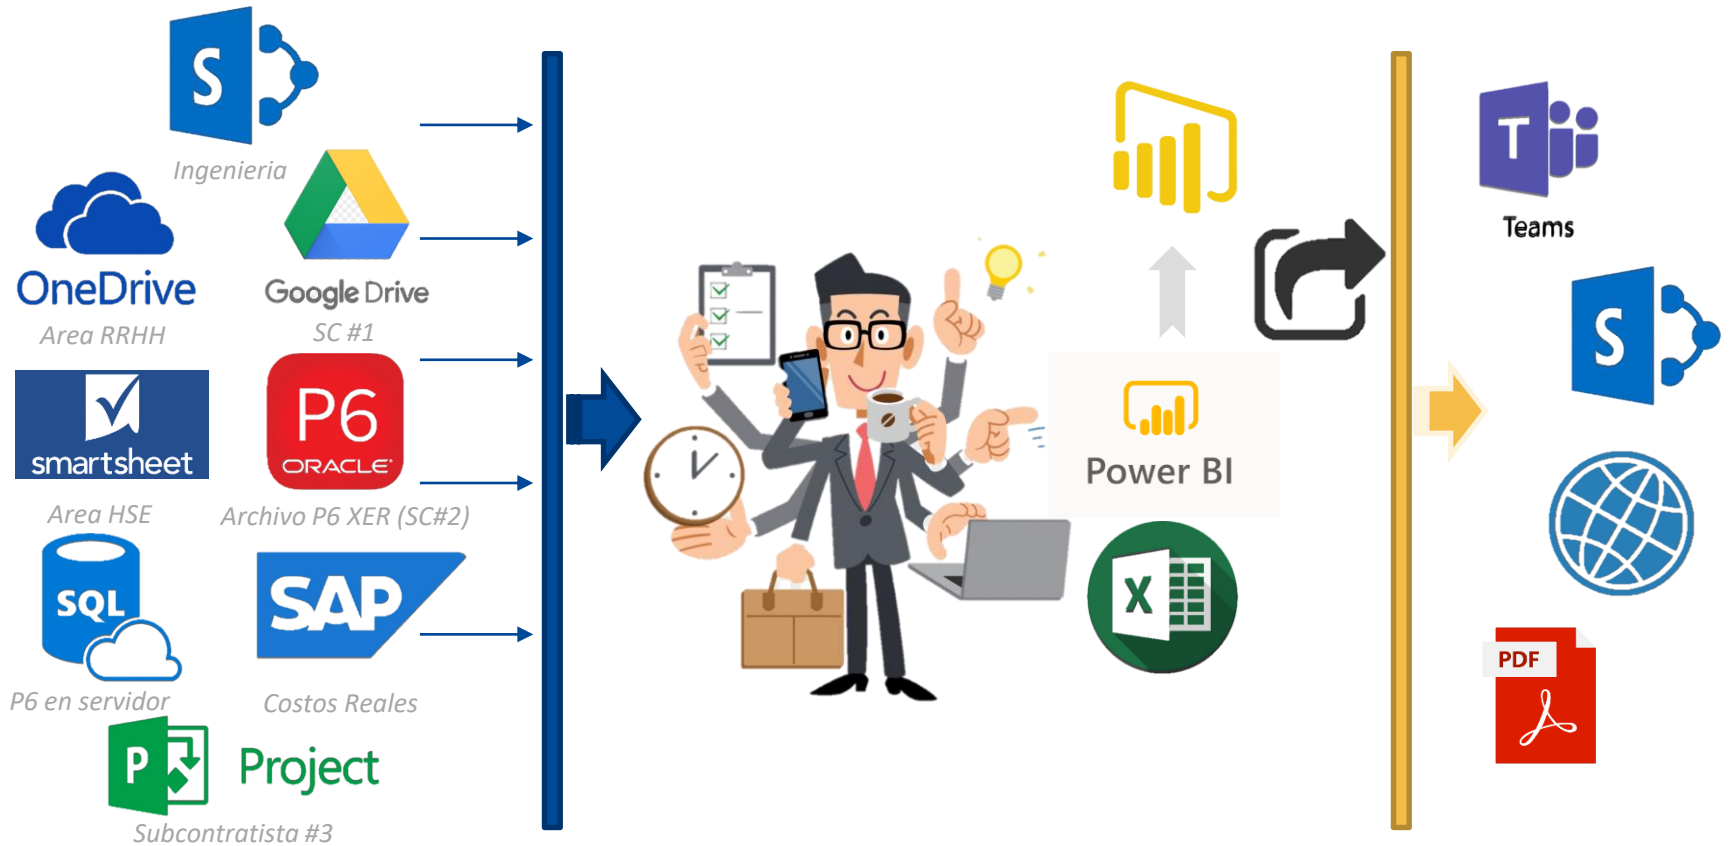 S
Ingenieria
OneDrive
Area RRHH
Google Drive
SC #1
smartsheet
Area HSE
P6
ORACLE
Archivo P6 XER (SC#2)
SQL
P6 en servidor
SAP
Costos Reales
P
Project
Subcontratista #3
Power BI
X
T
Teams
S
PDF